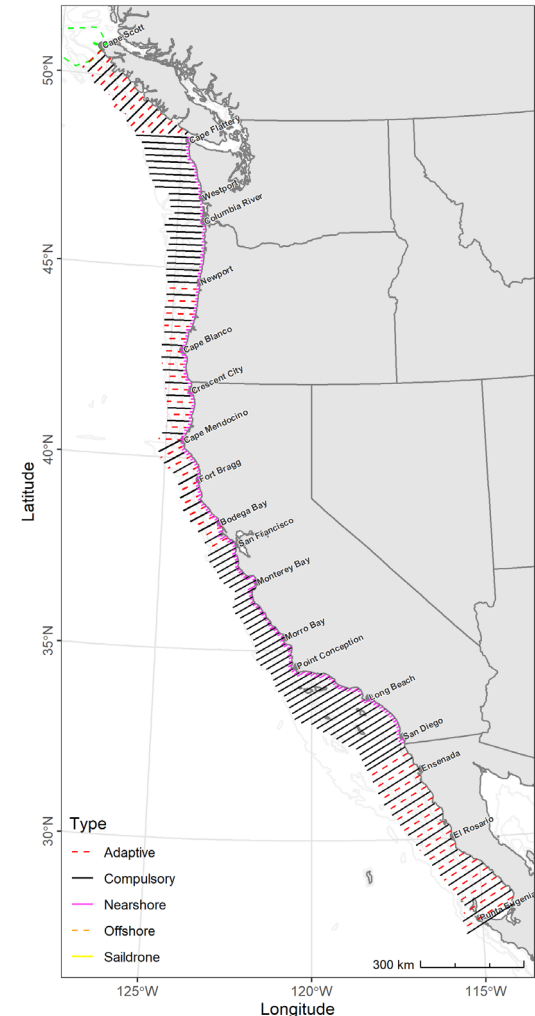 Cape Scott
50°N
Cape Flattery
Westport
Columbia River
45°N
Newport
Cape Blanco
Crescent City
Cape Mendocino
40°N
Fort Bragg
Bodega Bay
San Francisco
Monterey Bay
Latitude
Morro Bay
35°N
Point Conception
Long Beach
San Diego
Ensenada
Type
30°N
El Rosario
Adaptive
Compulsory
Nearshore
Punta Eugenia
Offshore
Saildrone
300 km
125°W
120°W
115°W
Longitude